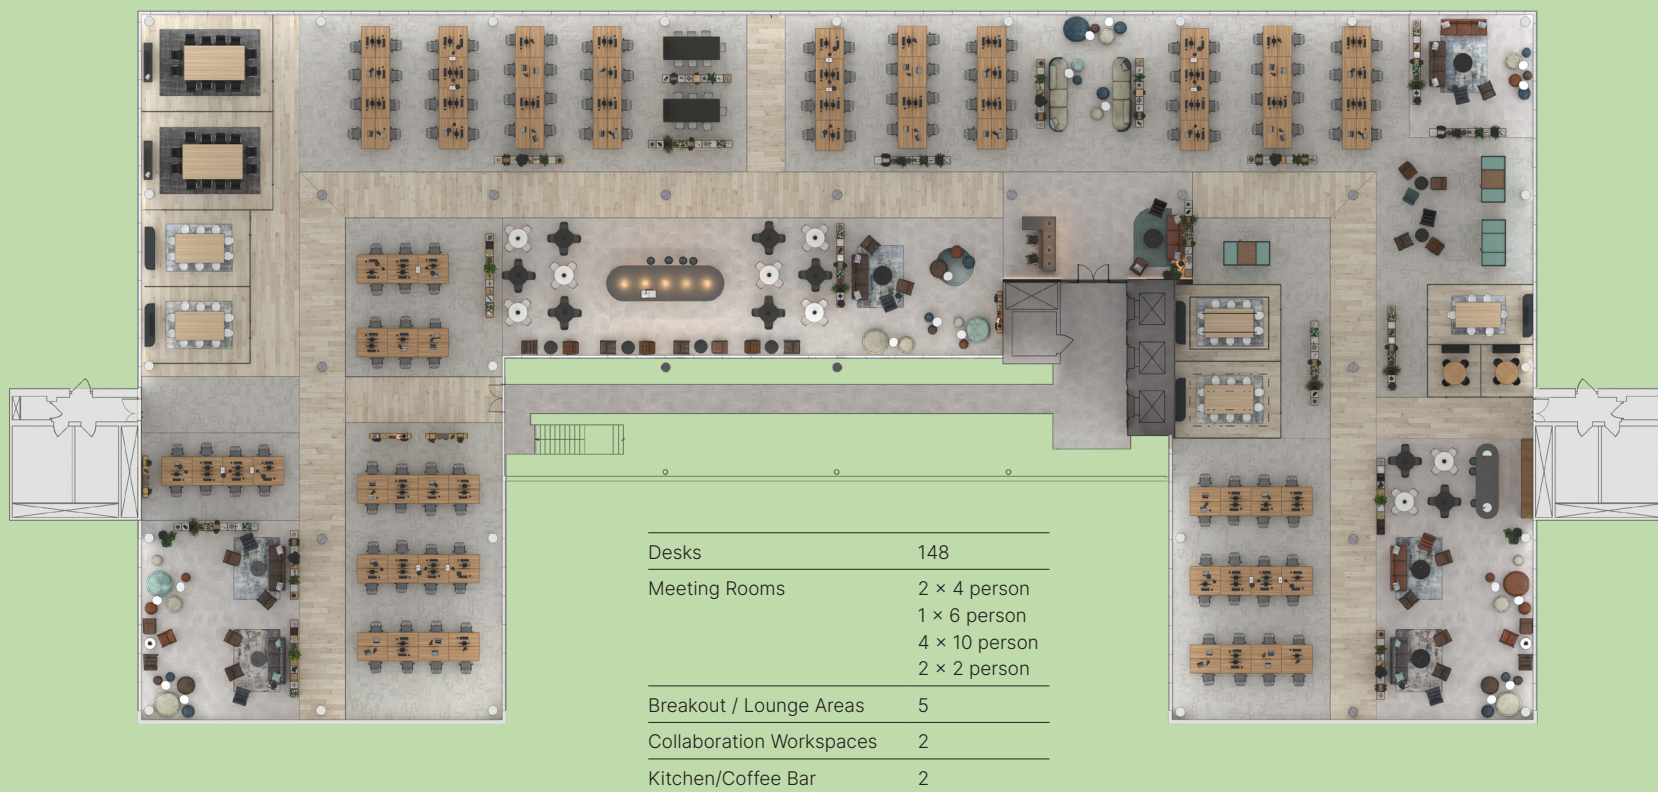 Desks 148
Meeting Rooms 2 × 4 person
1 × 6 person
4 × 10 person
2 × 2 person
Breakout / Lounge Areas 5
Collaboration Workspaces 2
Kitchen/Coffee Bar 2